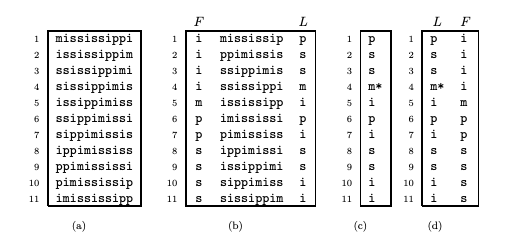 F L L F
1 mississippi 1 i mississip p 1 p 1 p i
2 ississippim 2 i ppimissis s 2 s 2 s i
3 ssissippimi 3 i ssippimis s 3 s 3 s i
4 sissippimis 4 i ssissippi m 4 m* 4 m* i
5 issippimiss 5 m ississipp i 5 i 5 i m
6 ssippimissi 6 p imississi p 6 p 6 p p
7 sippimissis 7 p pimississ i 7 i 7 i p
8 ippimississ 8 s ippimissi s 8 s 8 s s
9 ppimississi 9 s issippimi s 9 s 9 s s
10 pimississip 10 s sippimiss i 10 i 10 i s
11 imississipp 11 s sissippim i 11 i 11 i s
(a) (b) (c) (d)